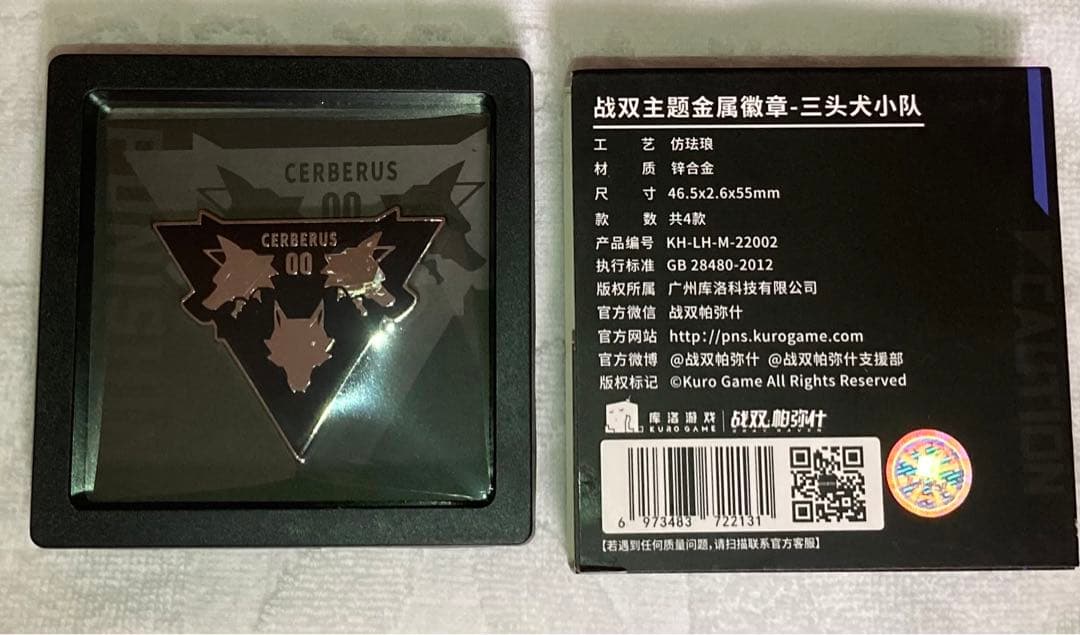 CERBERUS
00
CERBERUS
00
战双主题金属徽章-三头犬小队
工 艺 仿珐琅
材 质 锌合金
尺 寸 46.5x2.6x55mm
款 数 共4款
产品编号 KH-LH-M-22002
执行标准 GB 28480-2012
版权所属 广州库洛科技有限公司
官方微信 战双帕弥什
官方网站 http://pns.kurogame.com
官方微博 @战双帕弥什 @战双帕弥什支援部
版权标记 ©Kuro Game All Rights Reserved
库洛游戏 战双帕弥什
KURO GAME GRAY RAVEN
6 973483 722131
【若遇到任何质量问题,请扫描联系官方客服】
CAUTION